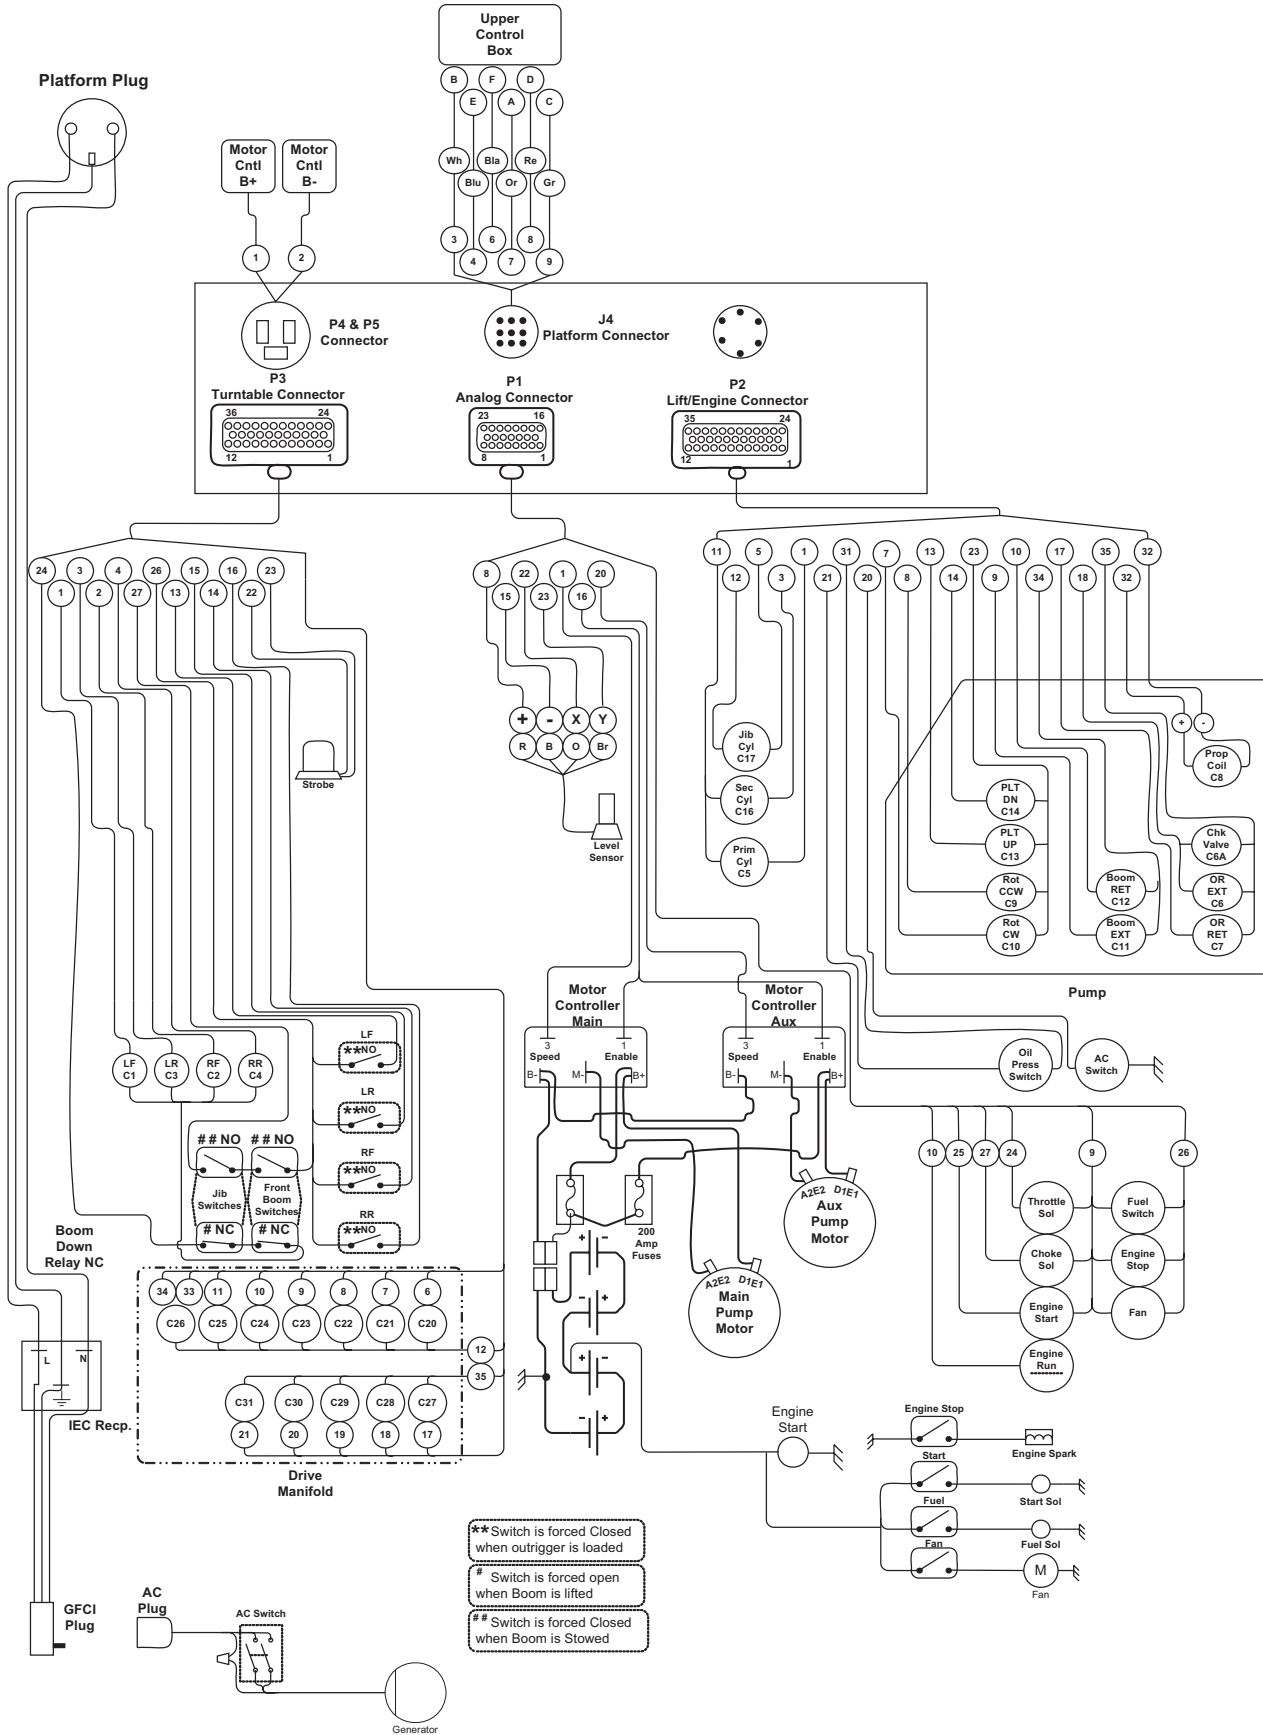 Upper
Control
Box
Platform Plug
B F D
E A C
Motor
Cntl
B+
Motor
Cntl
B-
Wh Bla Re
Blu Or Gr
3 6 8
4 7 9
1 2
P4 & P5
Connector
J4
Platform Connector
P3
Turntable Connector
36 24
12 1
P1
Analog Connector
23 16
8 1
P2
Lift/Engine Connector
35 24
12 1
24 3 4 26 15 16 23
1 2 27 13 14 22
8 22 1 20
15 23 16
11 5 1 31 7 13 23 10 17 35 32
12 3 21 20 8 14 9 34 18 32
+ - X Y
R B O Br
Level
Sensor
Strobe
Jib
Cyl
C17
Sec
Cyl
C16
Prim
Cyl
C5
+ -
Prop
Coil
C8
PLT
DN
C14
PLT
UP
C13
Rot
CCW
C9
Rot
CW
C10
Boom
RET
C12
Boom
EXT
C11
Chk
Valve
C6A
OR
EXT
C6
OR
RET
C7
Pump
Motor
Controller
Main
3
Speed
1
Enable
B- M- B+
Motor
Controller
Aux
3
Speed
1
Enable
B- M- B+
Oil
Press
Switch
AC
Switch
LF
**NO
LR
**NO
RF
**NO
RR
**NO
LF
C1
LR
C3
RF
C2
RR
C4
## NO
## NO
Jib
Switches
Front
Boom
Switches
# NC
# NC
Boom
Down
Relay NC
200
Amp
Fuses
A2E2 D1E1
Aux
Pump
Motor
A2E2 D1E1
Main
Pump
Motor
+ -
- +
+ -
- +
10 25 27 24 9 26
Throttle
Sol
Fuel
Switch
Choke
Sol
Engine
Stop
Engine
Start
Fan
Engine
Run
34 33 11 10 9 8 7 6
C26 C25 C24 C23 C22 C21 C20
12
35
C31 C30 C29 C28 C27
21 20 19 18 17
Drive
Manifold
L N
IEC Recp.
Engine
Start
Engine Stop
Engine Spark
Start
Start Sol
Fuel
Fuel Sol
Fan
M
Fan
**Switch is forced Closed
when outrigger is loaded
# Switch is forced open
when Boom is lifted
## Switch is forced Closed
when Boom is Stowed
GFCI
Plug
AC
Plug
AC Switch
Generator